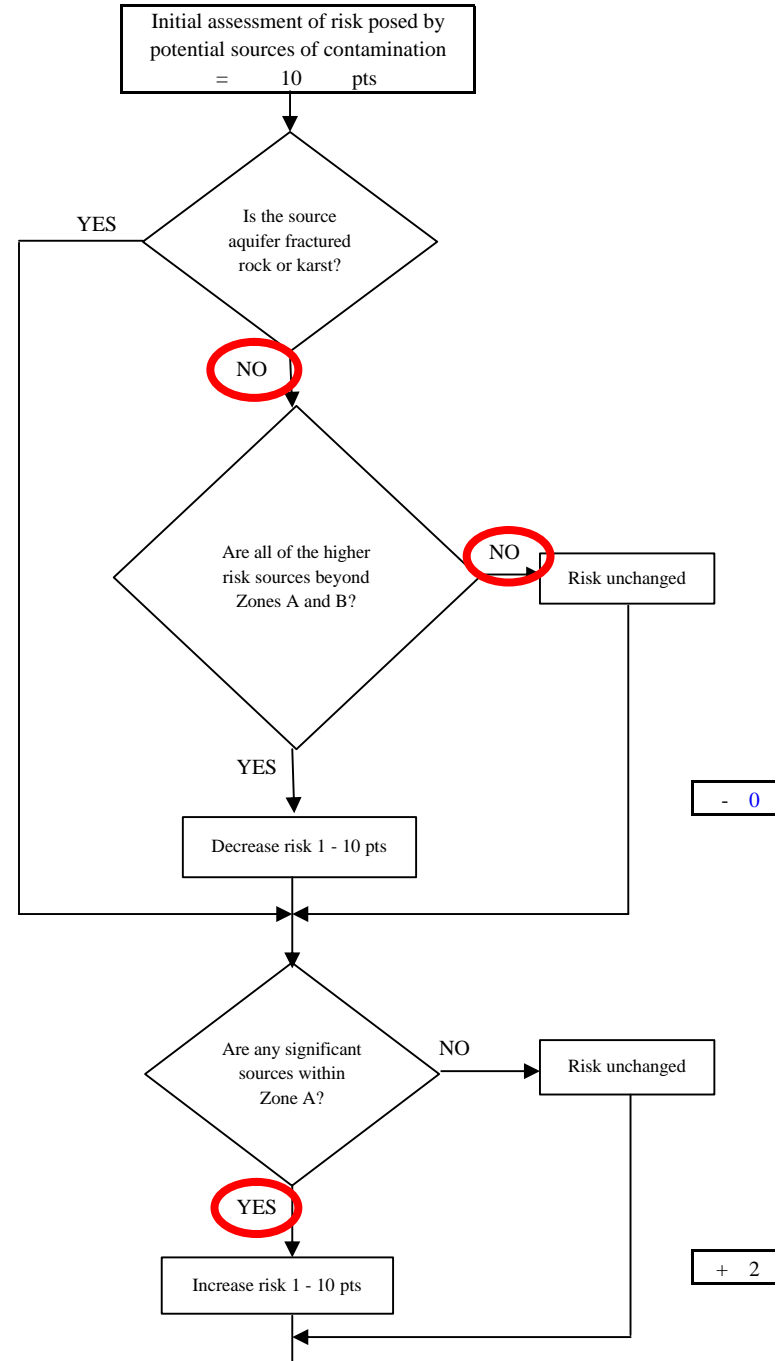 Initial assessment of risk posed by
potential sources of contamination
= 10 pts
Is the source
aquifer fractured
rock or karst?
YES
NO
Are all of the higher
risk sources beyond
Zones A and B?
NO
Risk unchanged
YES
Decrease risk 1 - 10 pts
- 0
Are any significant
sources within
Zone A?
NO
Risk unchanged
YES
Increase risk 1 - 10 pts
+ 2